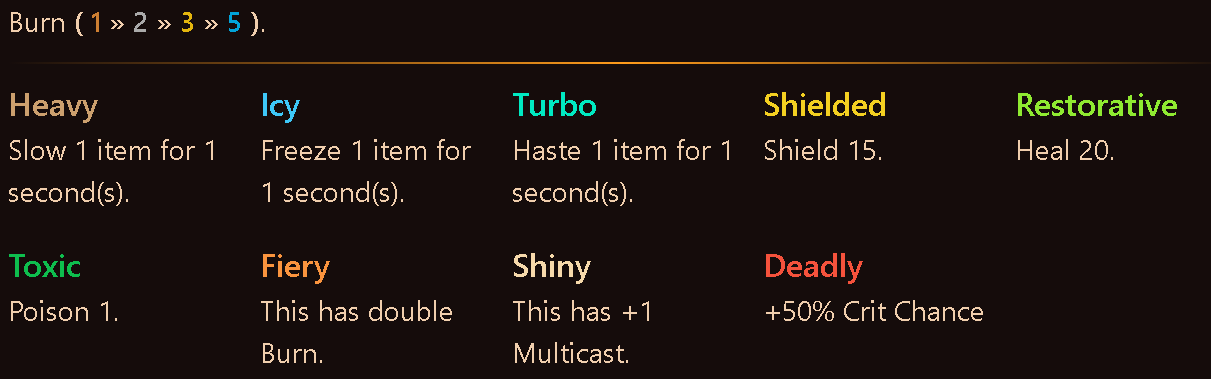 Burn ( 1 » 2 » 3 » 5 ).
Heavy
Slow 1 item for 1
second(s).
Icy
Freeze 1 item for
1 second(s).
Turbo
Haste 1 item for 1
second(s).
Shielded
Shield 15.
Restorative
Heal 20.
Toxic
Poison 1.
Fiery
This has double
Burn.
Shiny
This has +1
Multicast.
Deadly
+50% Crit Chance